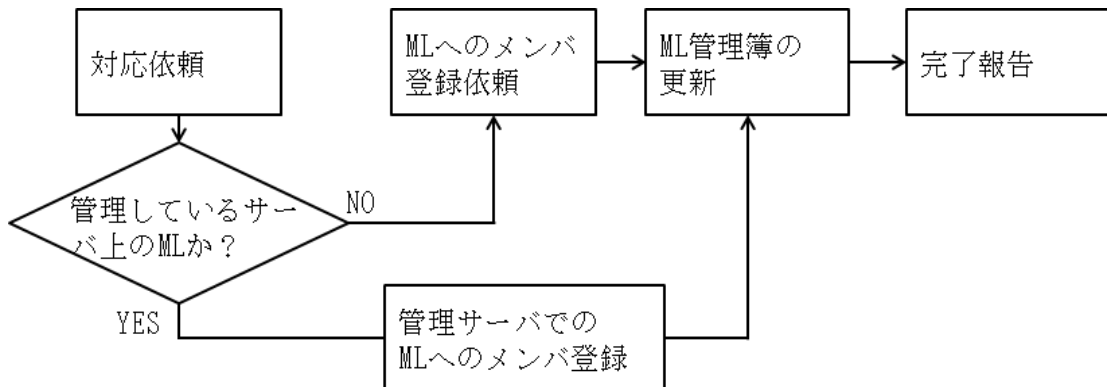 対応依頼
MLへのメンバ
登録依頼
ML管理簿の
更新
完了報告
管理しているサー
バ上のMLか？
NO
YES
管理サーバでの
MLへのメンバ登録